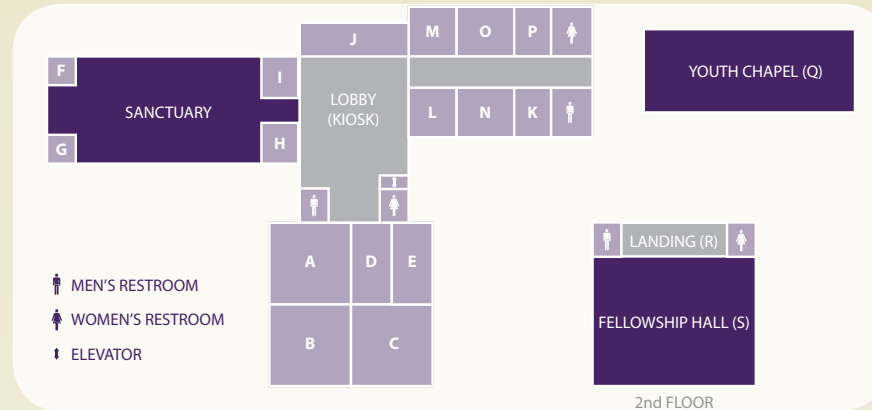 M O P
J
F
I
SANCTUARY
LOBBY
(KIOSK)
YOUTH CHAPEL (Q)
L N K
G
H
A D E
B C
MEN'S RESTROOM
WOMEN'S RESTROOM
ELEVATOR
LANDING (R)
FELLOWSHIP HALL (S)
2nd FLOOR